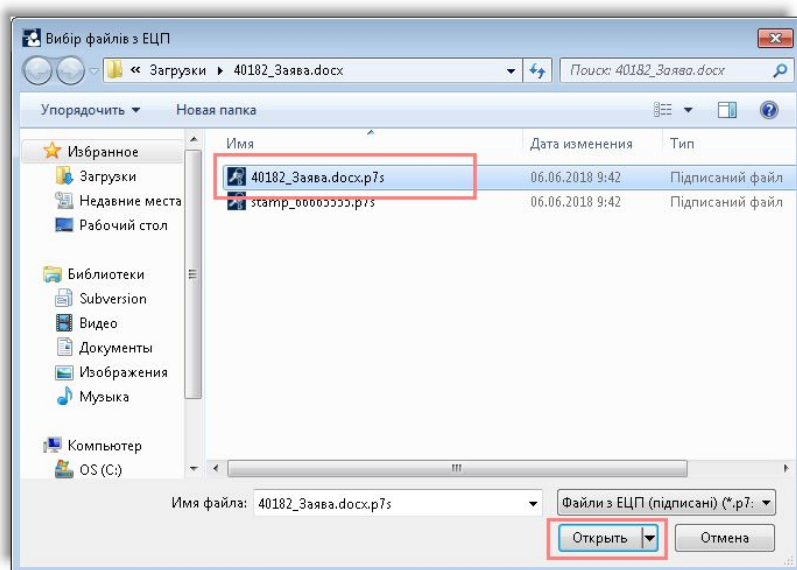 Вибір файлів з ЕЦП
« Загрузки ▸ 40182_Заява.docx
Поиск: 40182_Заява.docx
Упорядочить ▼ Новая папка
Имя Дата изменения Тип
Избранное
Загрузки
Недавние места
Рабочий стол
Библиотеки
Subversion
Видео
Документы
Изображения
Музыка
Компьютер
OS (C:)
40182_Заява.docx.p7s 06.06.2018 9:42 Підписаний файл
stamp_66665555.p7s 06.06.2018 9:42 Підписаний файл
Имя файла: 40182_Заява.docx.p7s
Файли з ЕЦП (підписані) (*.p7:
Открыть Отмена